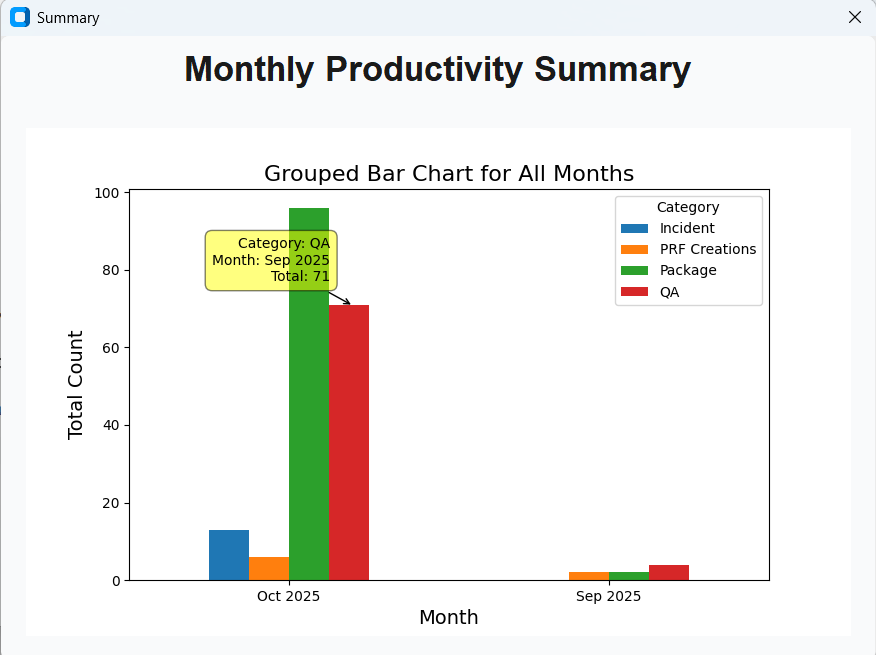 Summary
Monthly Productivity Summary
Grouped Bar Chart for All Months
100
80
60
40
20
0
Total Count
Category: QA
Month: Sep 2025
Total: 71
Category
Incident
PRF Creations
Package
QA
Oct 2025
Sep 2025
Month